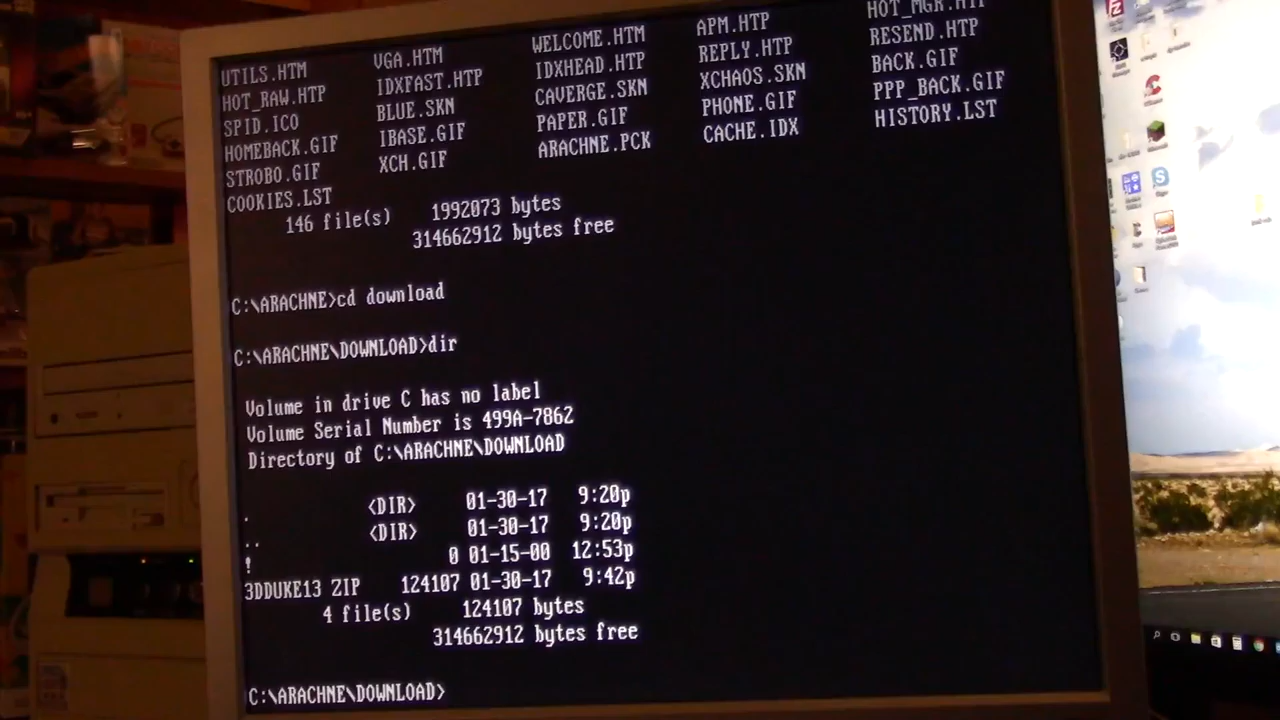 UTILS.HTM VGA.HTM WELCOME.HTM APM.HTP HOT_MGR.HTP
HOT_RAW.HTP IDXFAST.HTP IDXHEAD.HTP REPLY.HTP RESEND.HTP
SPID.ICO BLUE.SKN CAVERGE.SKN XCHAOS.SKN BACK.GIF
HOMEBACK.GIF IBASE.GIF PAPER.GIF PHONE.GIF PPP_BACK.GIF
STROBO.GIF XCH.GIF ARACHNE.PCK CACHE.IDX HISTORY.LST
COOKIES.LST
146 file(s) 1992073 bytes
314662912 bytes free
C:\ARACHNE>cd download
C:\ARACHNE\DOWNLOAD>dir
Volume in drive C has no label
Volume Serial Number is 499A-7862
Directory of C:\ARACHNE\DOWNLOAD
. <DIR> 01-30-17 9:20p
.. <DIR> 01-30-17 9:20p
! 0 01-15-00 12:53p
3DDUKE13 ZIP 124107 01-30-17 9:42p
4 file(s) 124107 bytes
314662912 bytes free
C:\ARACHNE\DOWNLOAD>